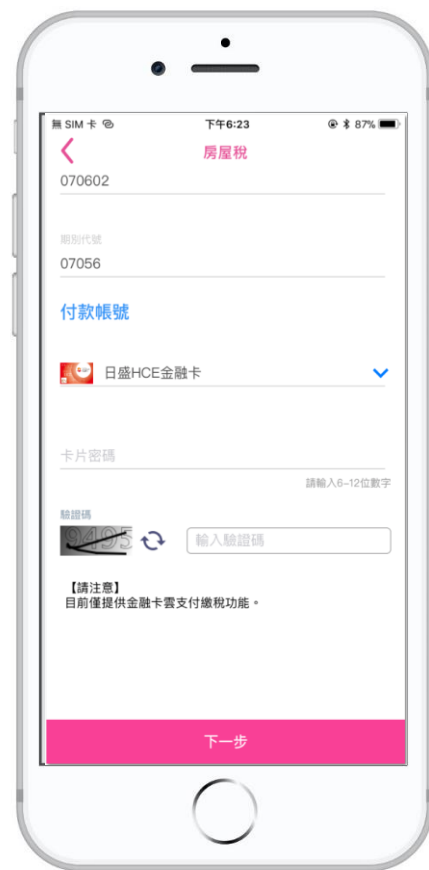 無 SIM 卡 下午6:23 87%
房屋稅
070602
期別代號
07056
付款帳號
日盛HCE金融卡
卡片密碼
請輸入6-12位數字
驗證碼
9495 輸入驗證碼
【請注意】
目前僅提供金融卡雲支付繳稅功能。
下一步